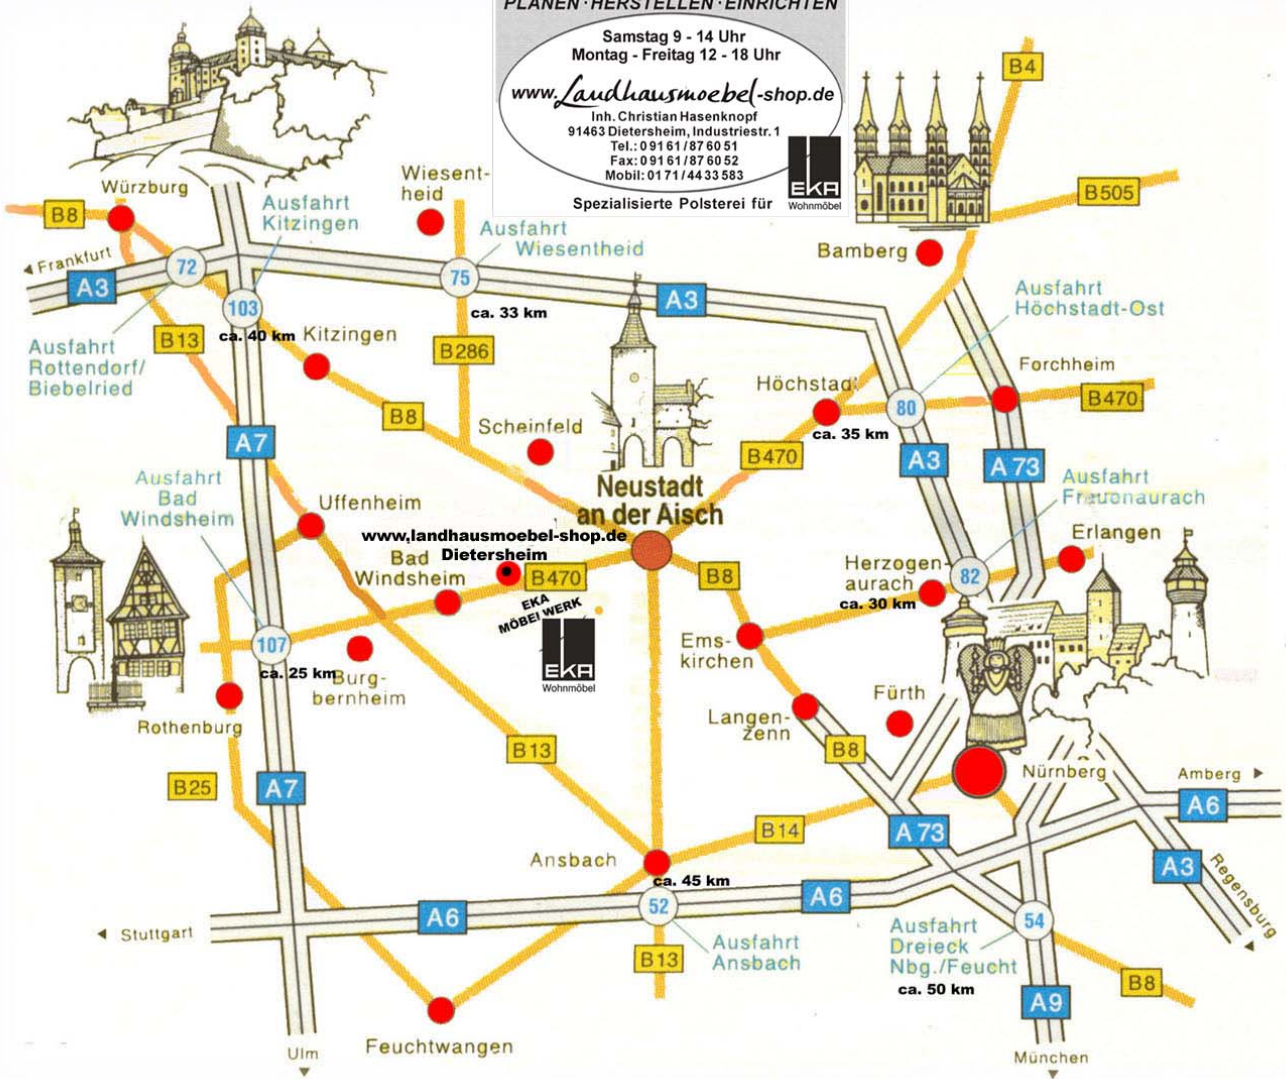 PLANEN · HERSTELLEN · EINRICHTEN
Samstag 9 - 14 Uhr
Montag - Freitag 12 - 18 Uhr
www.Landhausmoebel-shop.de
Inh. Christian Hasenknopf
91463 Dietersheim, Industriestr. 1
Tel.: 0 91 61 / 87 60 51
Fax: 0 91 61 / 87 60 52
Mobil: 01 71 / 44 33 583
EKA
Wohnmöbel
Spezialisierte Polsterei für
B4
Würzburg
B8
Ausfahrt
Kitzingen
Wiesent-
heid
Ausfahrt
Wiesentheid
B505
Bamberg
Frankfurt
A3
72
103
75
A3
ca. 33 km
ca. 40 km
Kitzingen
B13
B286
Ausfahrt
Rottendorf/
Biebelried
Ausfahrt
Höchstadt-Ost
Forchheim
Höchstadt
80
B470
ca. 35 km
B8
Scheinfeld
A7
B470
A3
A73
Neustadt
an der Aisch
Ausfahrt
Bad
Windsheim
Uffenheim
Ausfahrt
Frauenaurach
www.landhausmoebel-shop.de
Dietersheim
Bad
Windsheim
B470
B8
Herzogen-
aurach
ca. 30 km
82
Erlangen
EKA
MÖBEL WERK
EKA
Wohnmöbel
107
ca. 25 km
Burg-
bernheim
Ems-
kirchen
Rothenburg
Langen-
zenn
Fürth
B8
B13
B25
A7
Nürnberg
Amberg
A6
B14
A73
A3
Regensburg
Ansbach
ca. 45 km
52
A6
A6
Stuttgart
Ausfahrt
Ansbach
B13
Ausfahrt
Dreieck
Nbg./Feucht
ca. 50 km
54
B8
A9
Feuchtwangen
Ulm
München